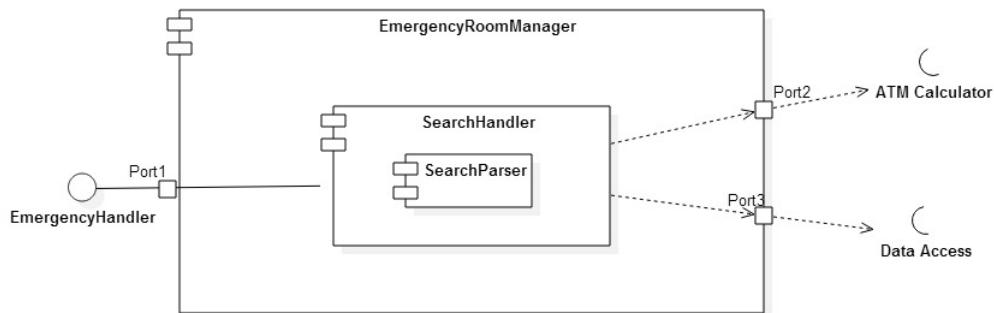 EmergencyRoomManager
Port2
ATM Calculator
SearchHandler
SearchParser
Port1
EmergencyHandler
Port3
Data Access